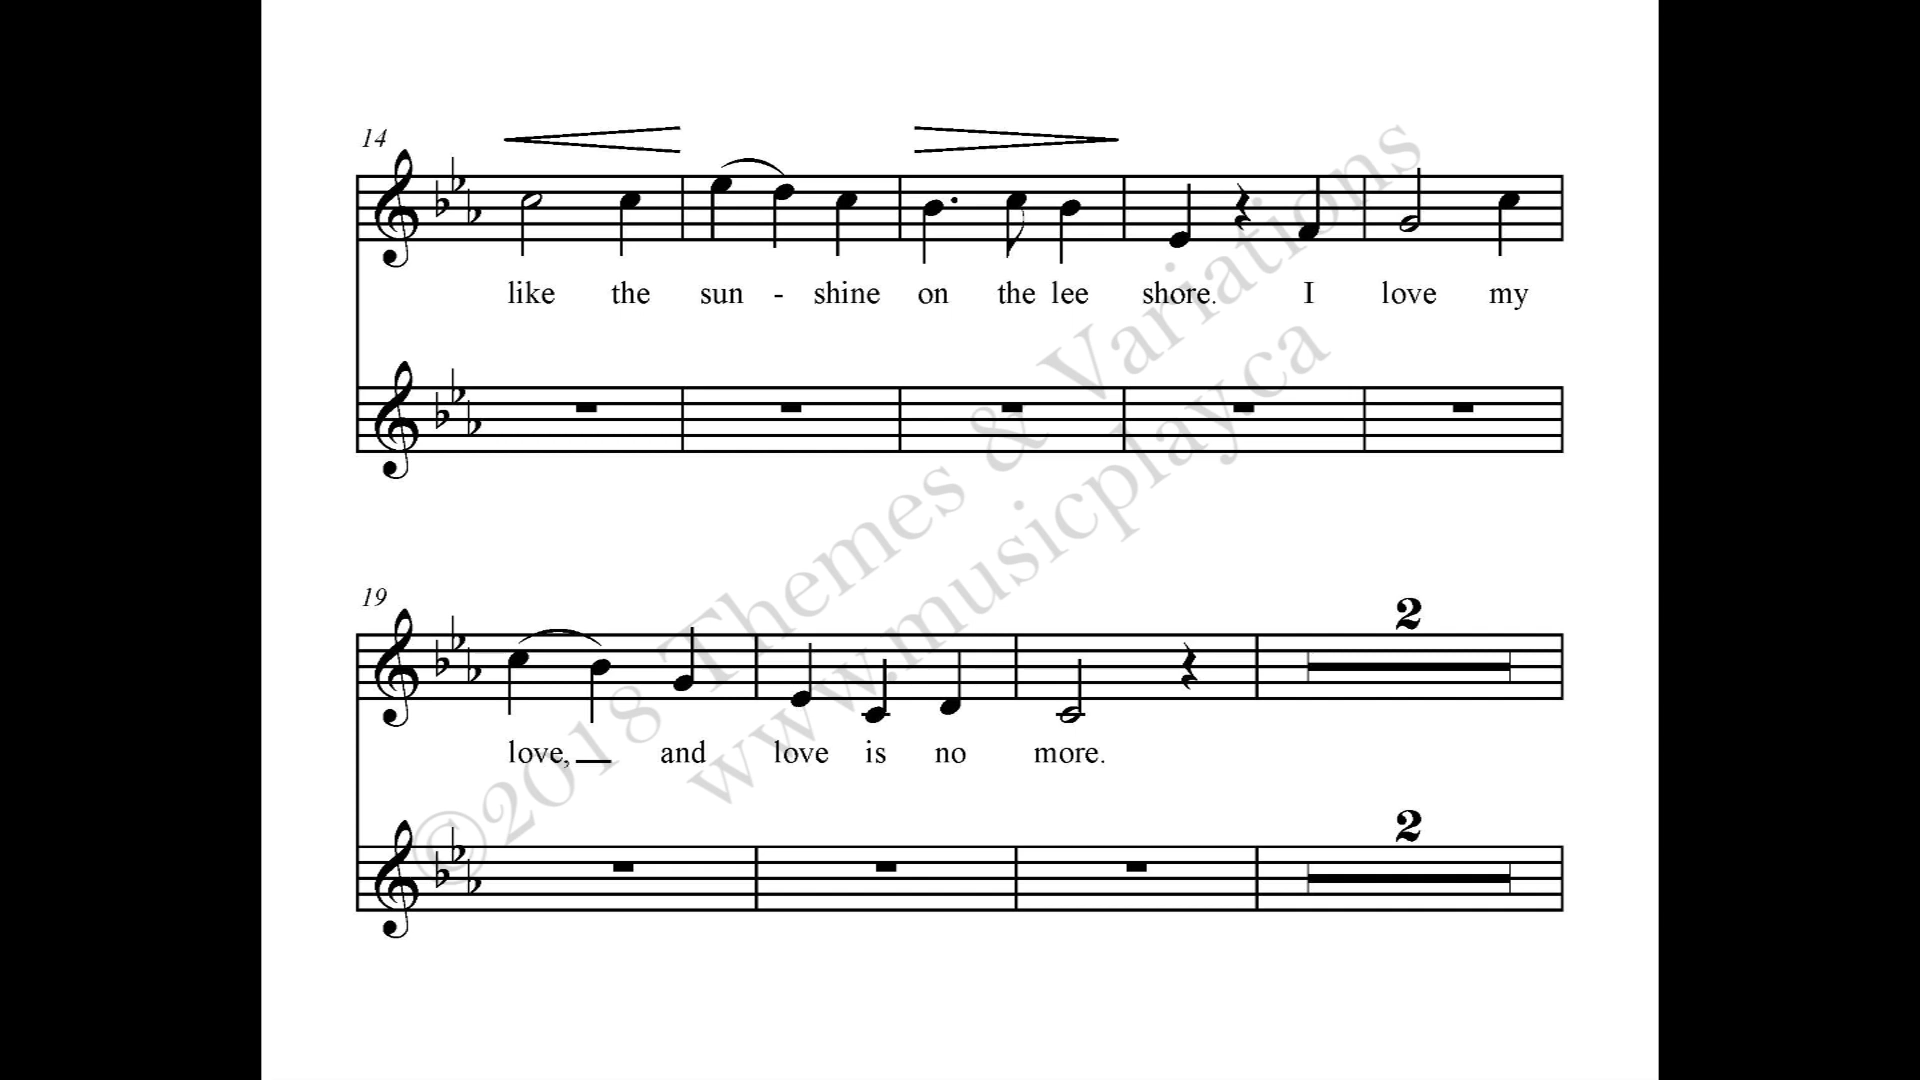 14
like the sun - shine on the lee shore. I love my
19
2
love, and love is no more.
2
©2018 Themes & Variations
www.musicplay.ca